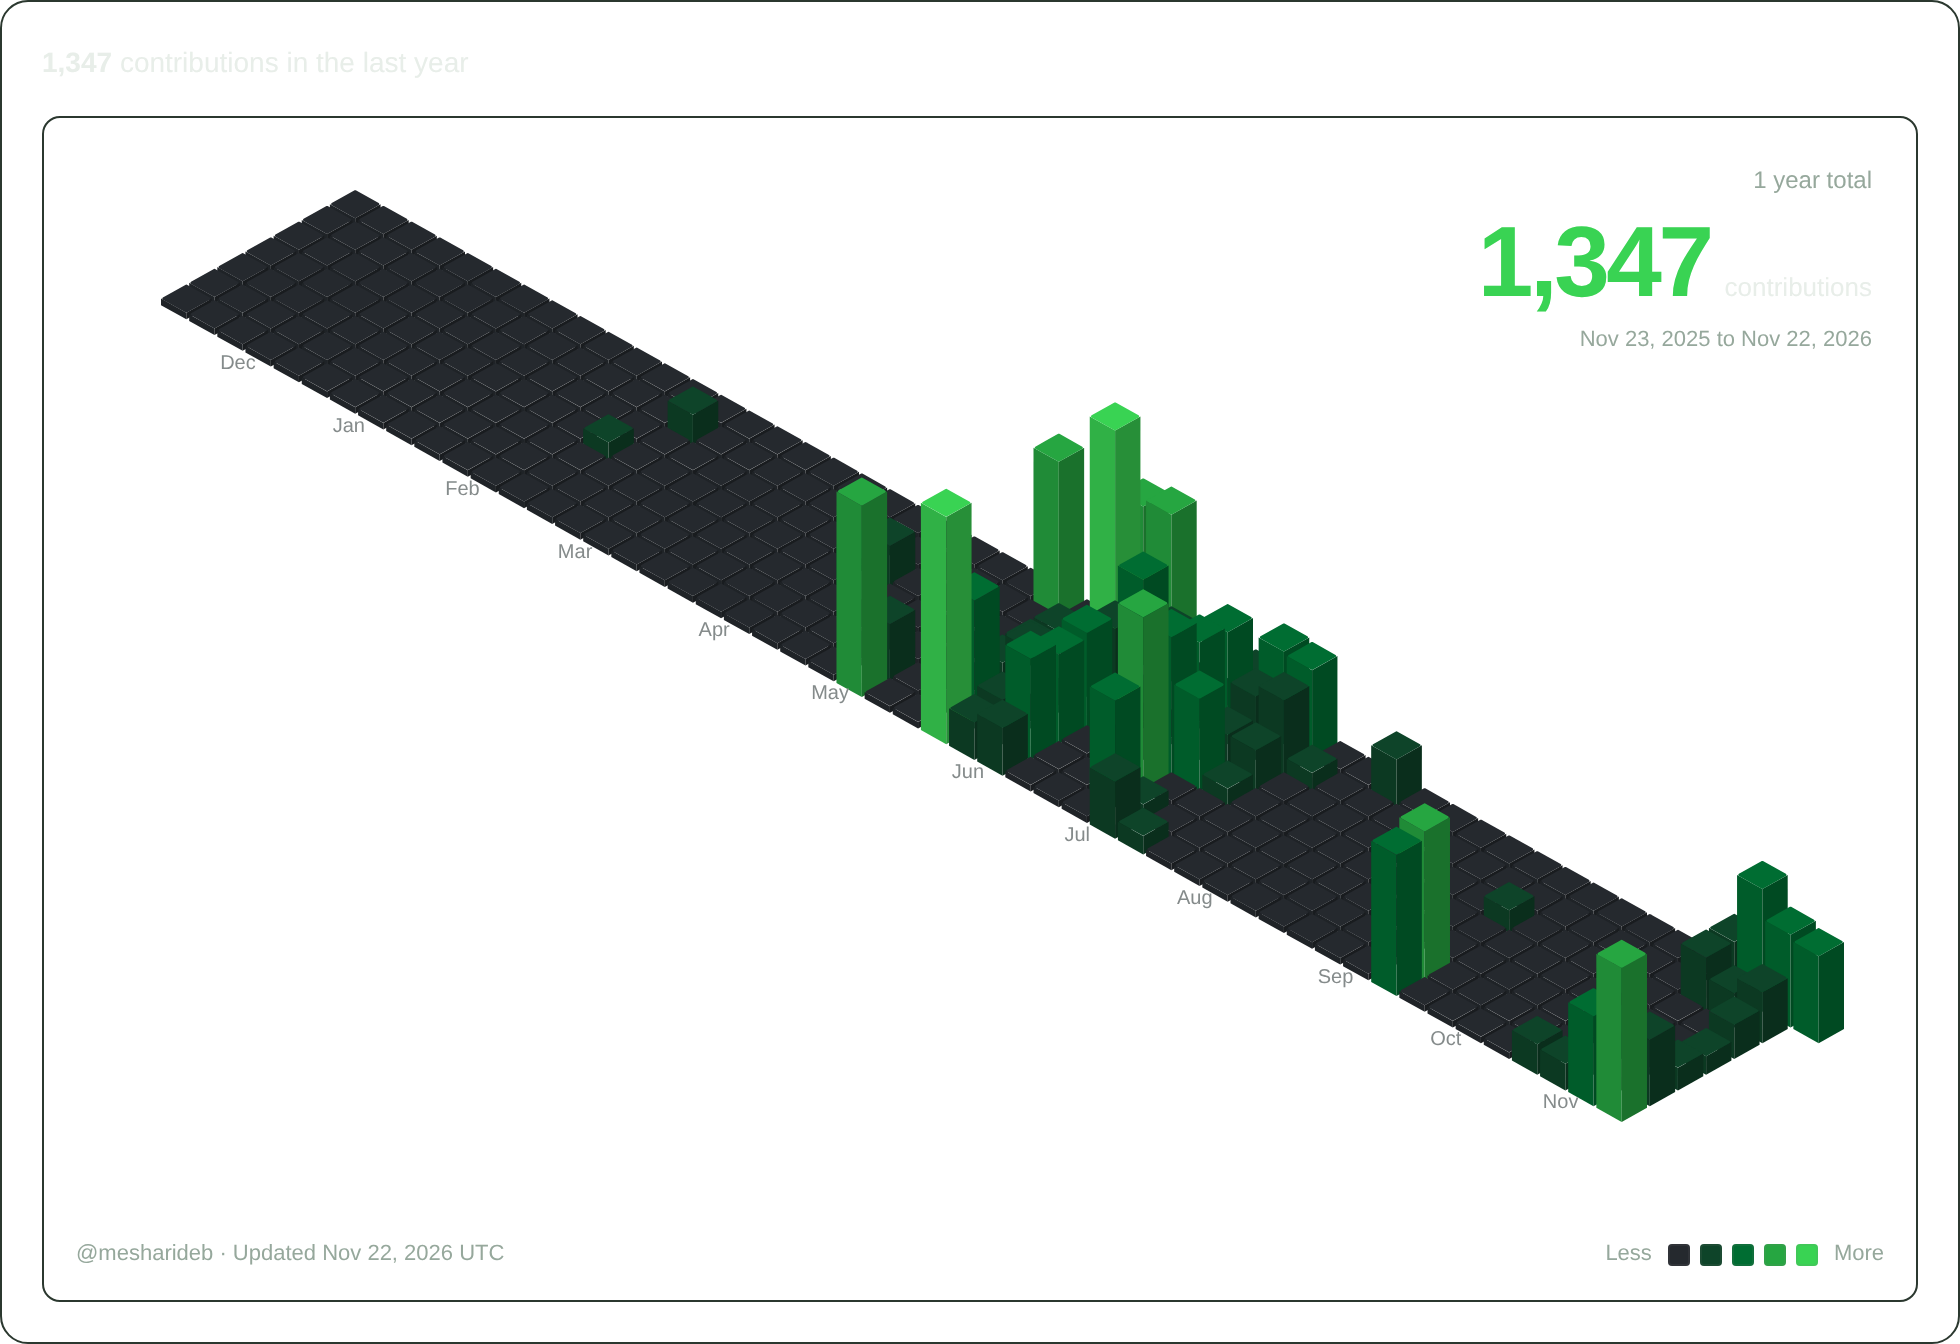 1,347 contributions in the last year
1 year total
1,347 contributions
Nov 23, 2025 to Nov 22, 2026
Dec
Jan
Feb
Mar
Apr
May
Jun
Jul
Aug
Sep
Oct
Nov
@mesharideb · Updated Nov 22, 2026 UTC
Less More